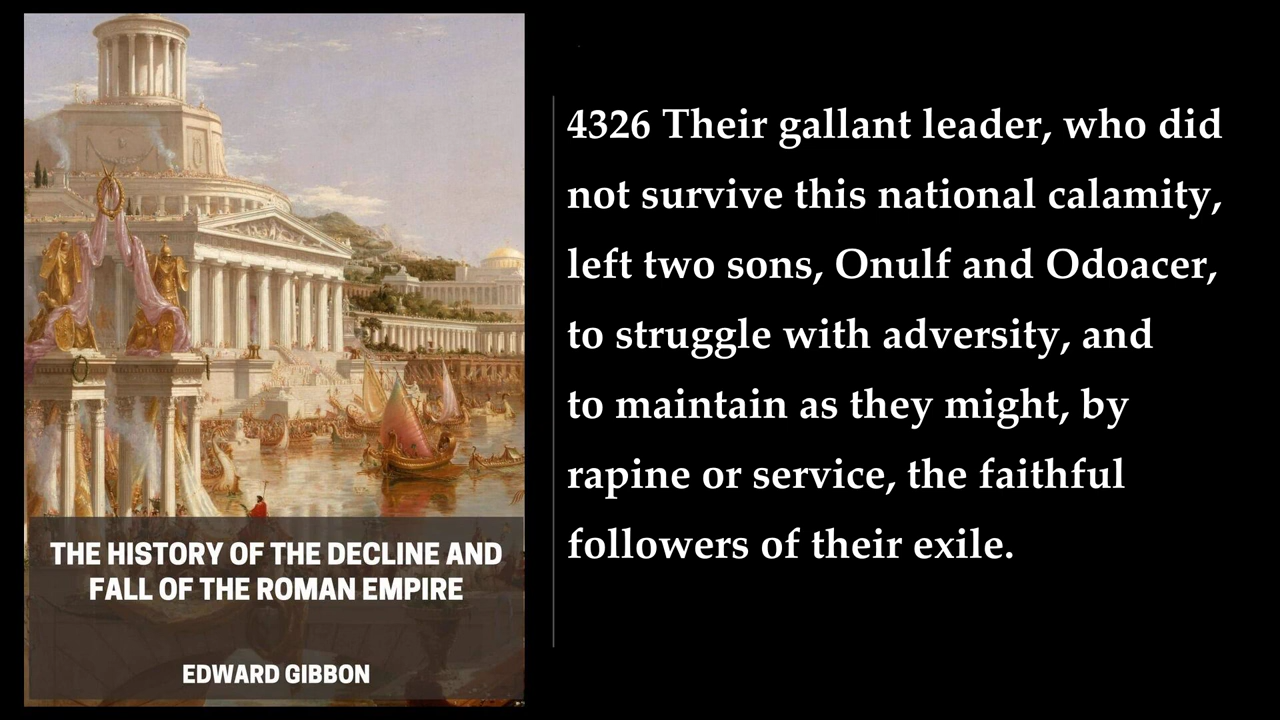 THE HISTORY OF THE DECLINE AND
FALL OF THE ROMAN EMPIRE
EDWARD GIBBON
4326 Their gallant leader, who did
not survive this national calamity,
left two sons, Onulf and Odoacer,
to struggle with adversity, and
to maintain as they might, by
rapine or service, the faithful
followers of their exile.